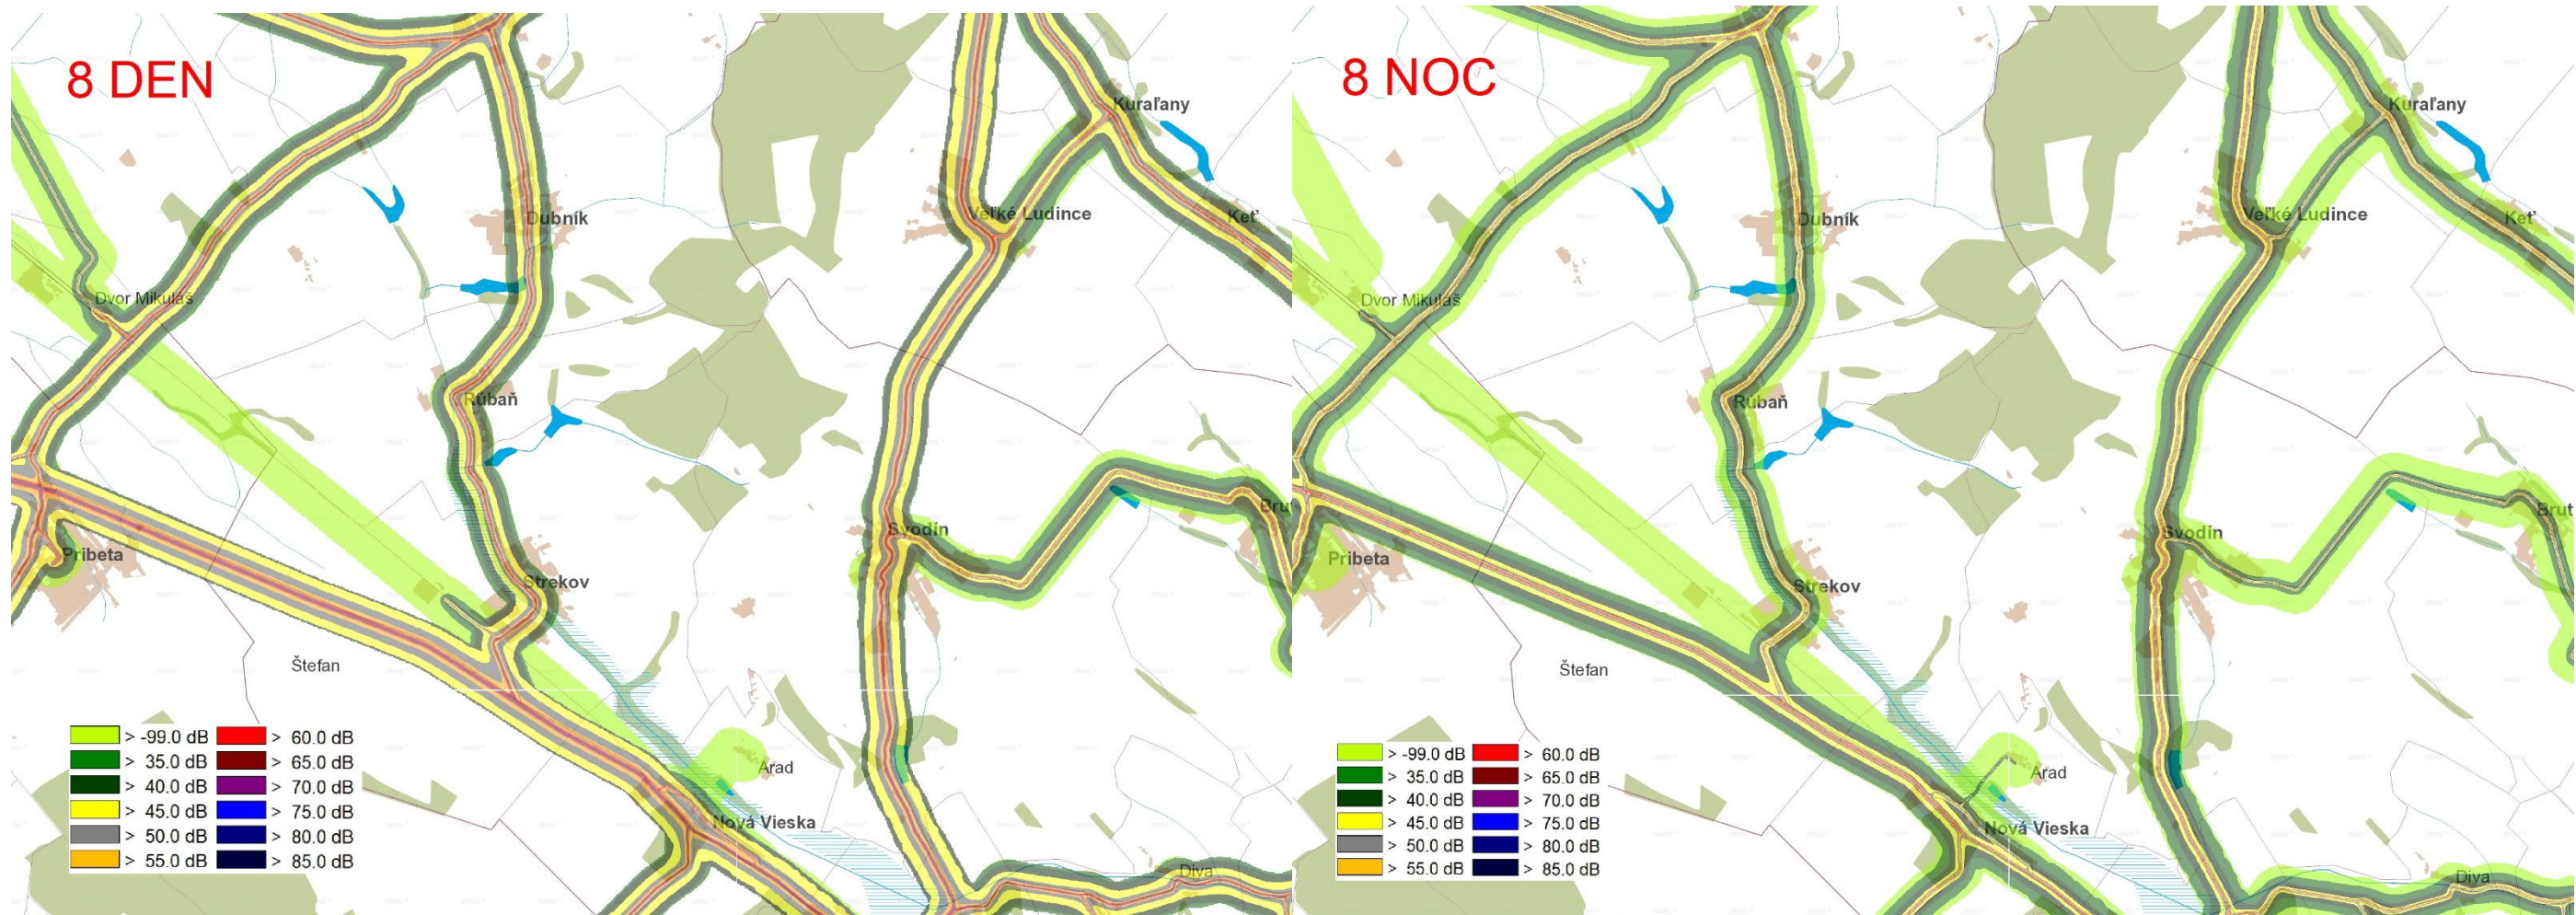 8 DEN
Kuraľany
Dubník
Veľké Ludince
Keť
Dvor Mikuláš
Rúbaň
Svodín
Bru
Pribeta
Strekov
Štefan
Arad
Nová Vieska
Diva
> -99.0 dB > 60.0 dB
> 35.0 dB > 65.0 dB
> 40.0 dB > 70.0 dB
> 45.0 dB > 75.0 dB
> 50.0 dB > 80.0 dB
> 55.0 dB > 85.0 dB
8 NOC
Kuraľany
Dubník
Veľké Ludince
Keť
Dvor Mikuláš
Rúbaň
Svodín
Brut
Pribeta
Strekov
Štefan
Arad
Nová Vieska
Diva
> -99.0 dB > 60.0 dB
> 35.0 dB > 65.0 dB
> 40.0 dB > 70.0 dB
> 45.0 dB > 75.0 dB
> 50.0 dB > 80.0 dB
> 55.0 dB > 85.0 dB